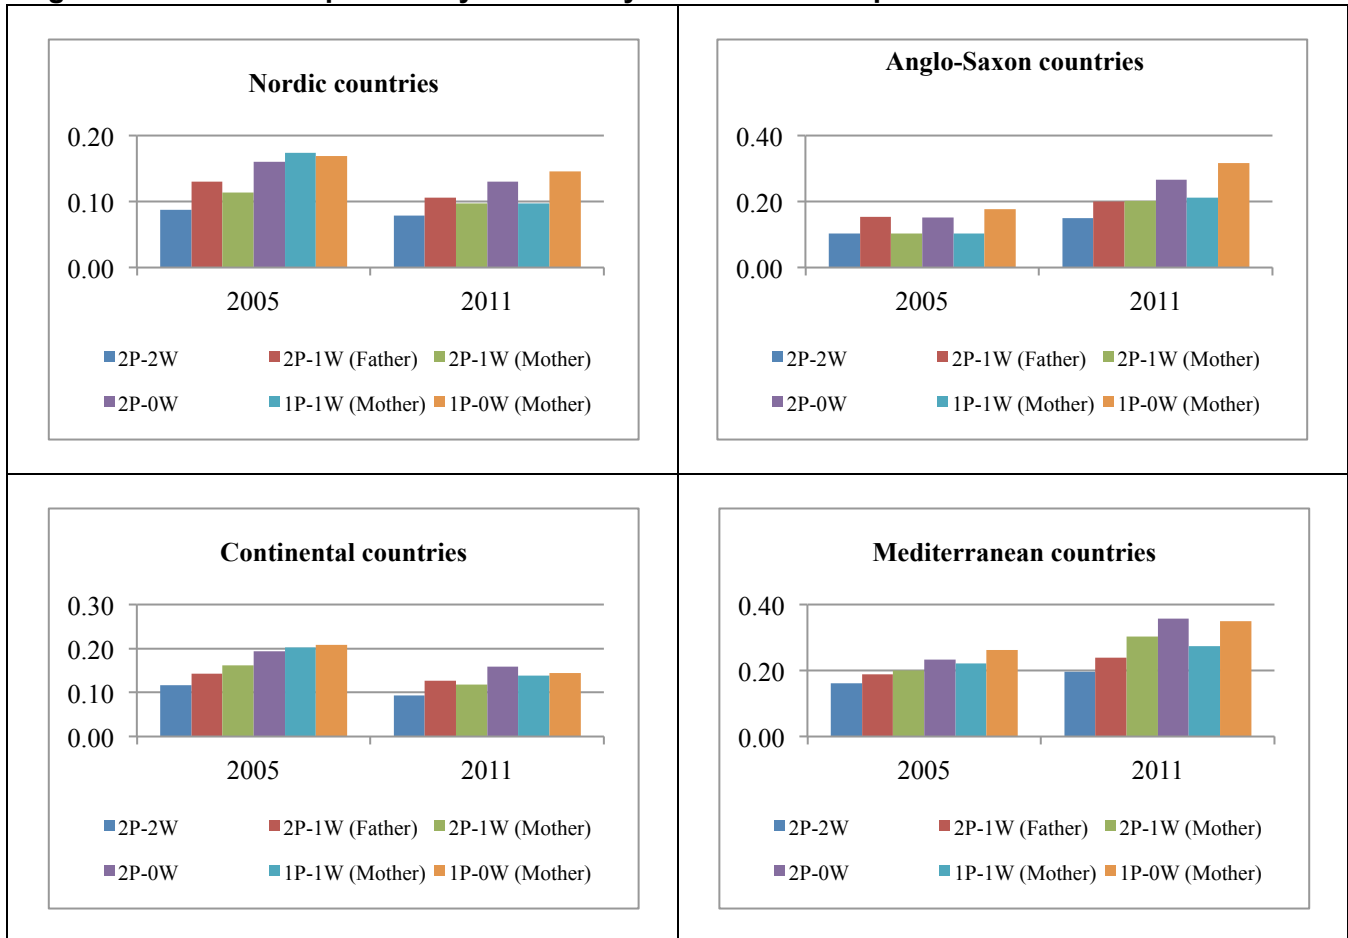 Nordic countries
0.20
0.10
0.00
2005 2011
2P-2W 2P-1W (Father) 2P-1W (Mother)
2P-0W 1P-1W (Mother) 1P-0W (Mother)
Anglo-Saxon countries
0.40
0.20
0.00
2005 2011
2P-2W 2P-1W (Father) 2P-1W (Mother)
2P-0W 1P-1W (Mother) 1P-0W (Mother)
Continental countries
0.30
0.20
0.10
0.00
2005 2011
2P-2W 2P-1W (Father) 2P-1W (Mother)
2P-0W 1P-1W (Mother) 1P-0W (Mother)
Mediterranean countries
0.40
0.20
0.00
2005 2011
2P-2W 2P-1W (Father) 2P-1W (Mother)
2P-0W 1P-1W (Mother) 1P-0W (Mother)